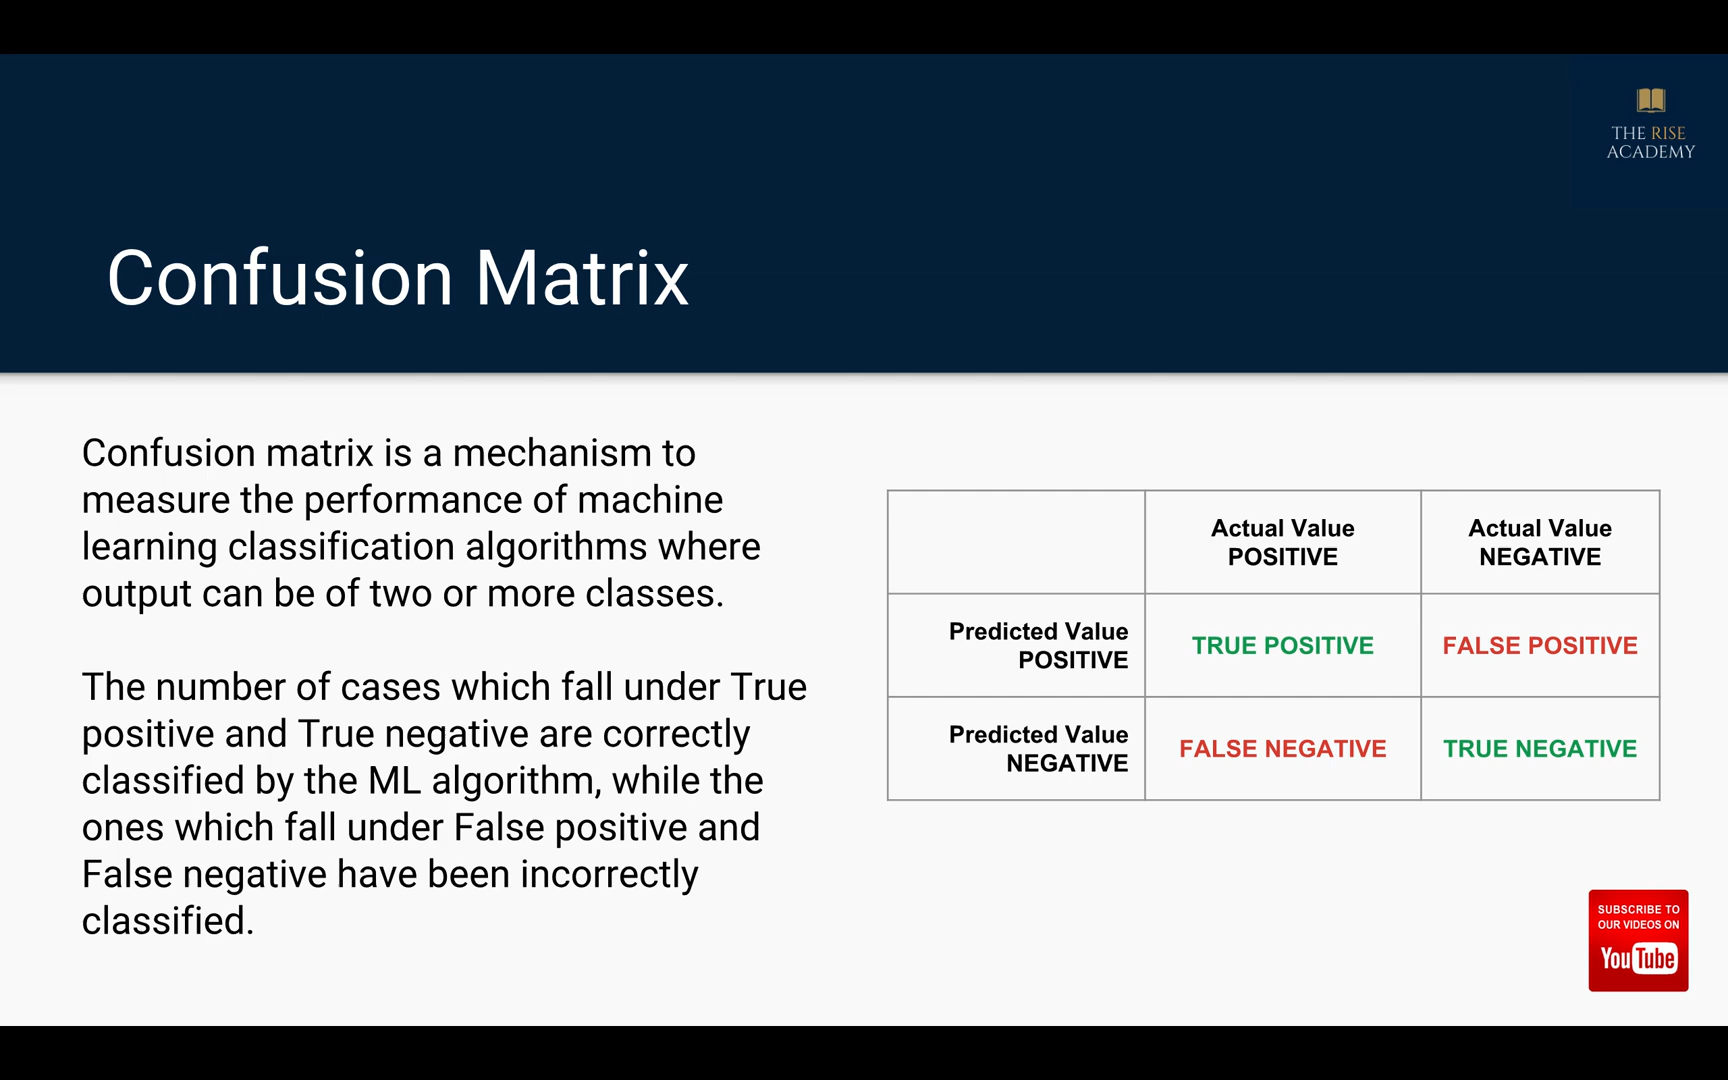 THE RISE
ACADEMY
Confusion Matrix
Confusion matrix is a mechanism to
measure the performance of machine
learning classification algorithms where
output can be of two or more classes.
The number of cases which fall under True
positive and True negative are correctly
classified by the ML algorithm, while the
ones which fall under False positive and
False negative have been incorrectly
classified.
Actual Value
POSITIVE
Actual Value
NEGATIVE
Predicted Value
POSITIVE
TRUE POSITIVE
FALSE POSITIVE
Predicted Value
NEGATIVE
FALSE NEGATIVE
TRUE NEGATIVE
SUBSCRIBE TO
OUR VIDEOS ON
YouTube